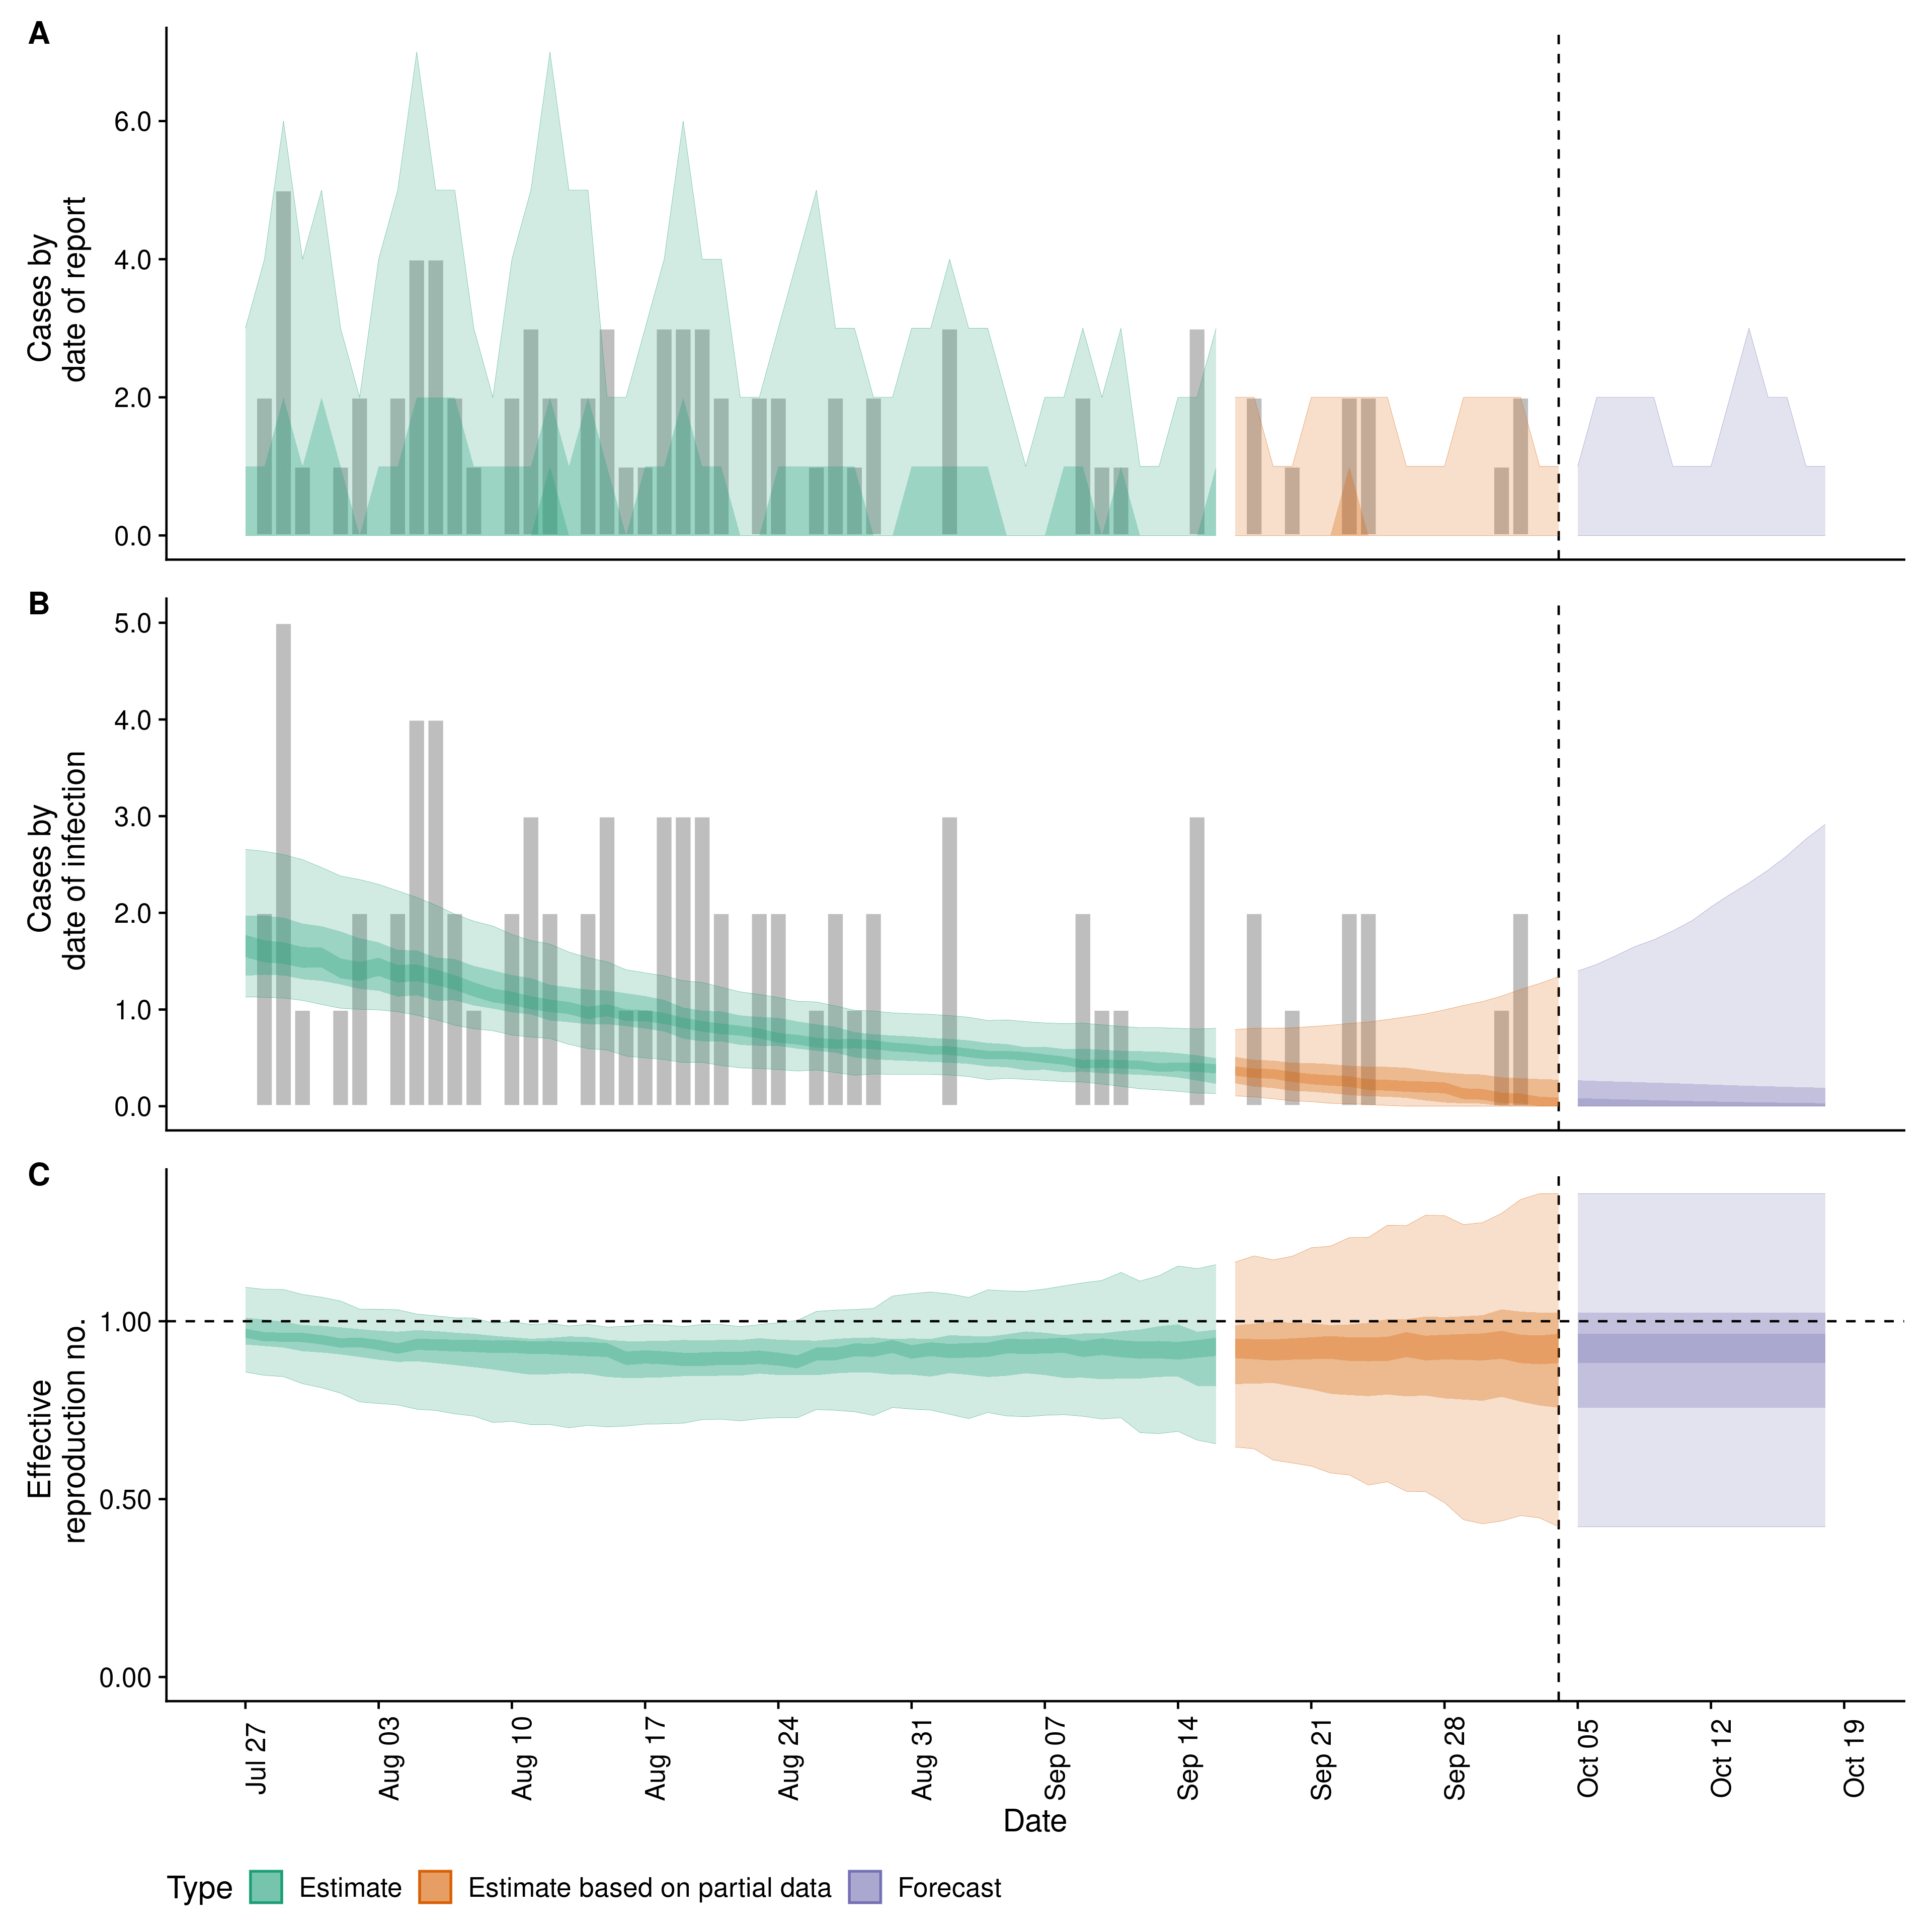 A
Cases by
date of report
6.0
4.0
2.0
0.0
B
Cases by
date of infection
5.0
4.0
3.0
2.0
1.0
0.0
C
Effective
reproduction no.
1.00
0.50
0.00
Jul 27
Aug 03
Aug 10
Aug 17
Aug 24
Aug 31
Sep 07
Sep 14
Sep 21
Sep 28
Oct 05
Oct 12
Oct 19
Date
Type Estimate Estimate based on partial data Forecast